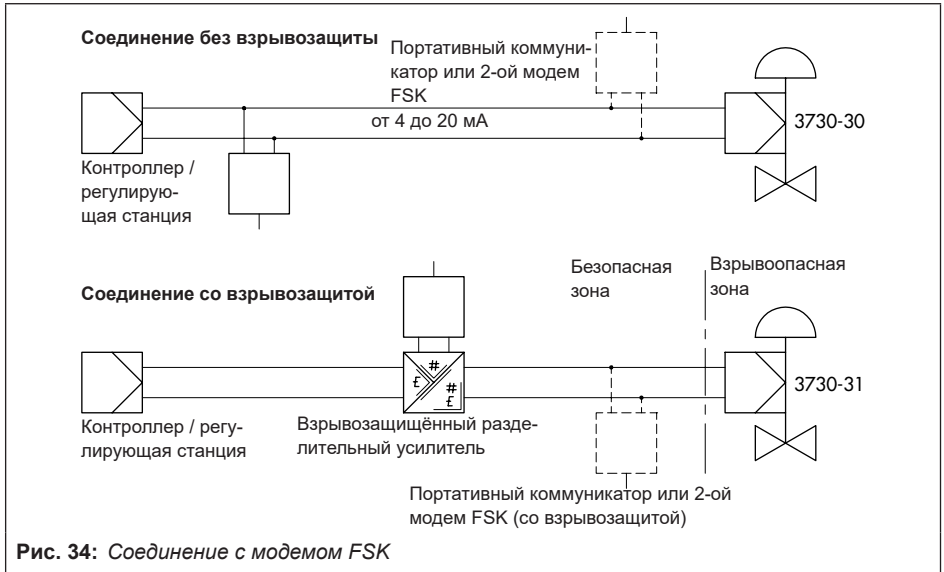 Соединение без взрывозащиты
Портативный коммуни-
катор или 2-ой модем
FSK
от 4 до 20 мА
3730-30
Контроллер /
регулирую-
щая станция
Безопасная
зона
Взрывоопасная
зона
Соединение со взрывозащитой
3730-31
Контроллер / регу-
лирующая станция
Взрывозащищённый разде-
лительный усилитель
Портативный коммуникатор или 2-ой
модем FSK (со взрывозащитой)
Рис. 34: Соединение с модемом FSK